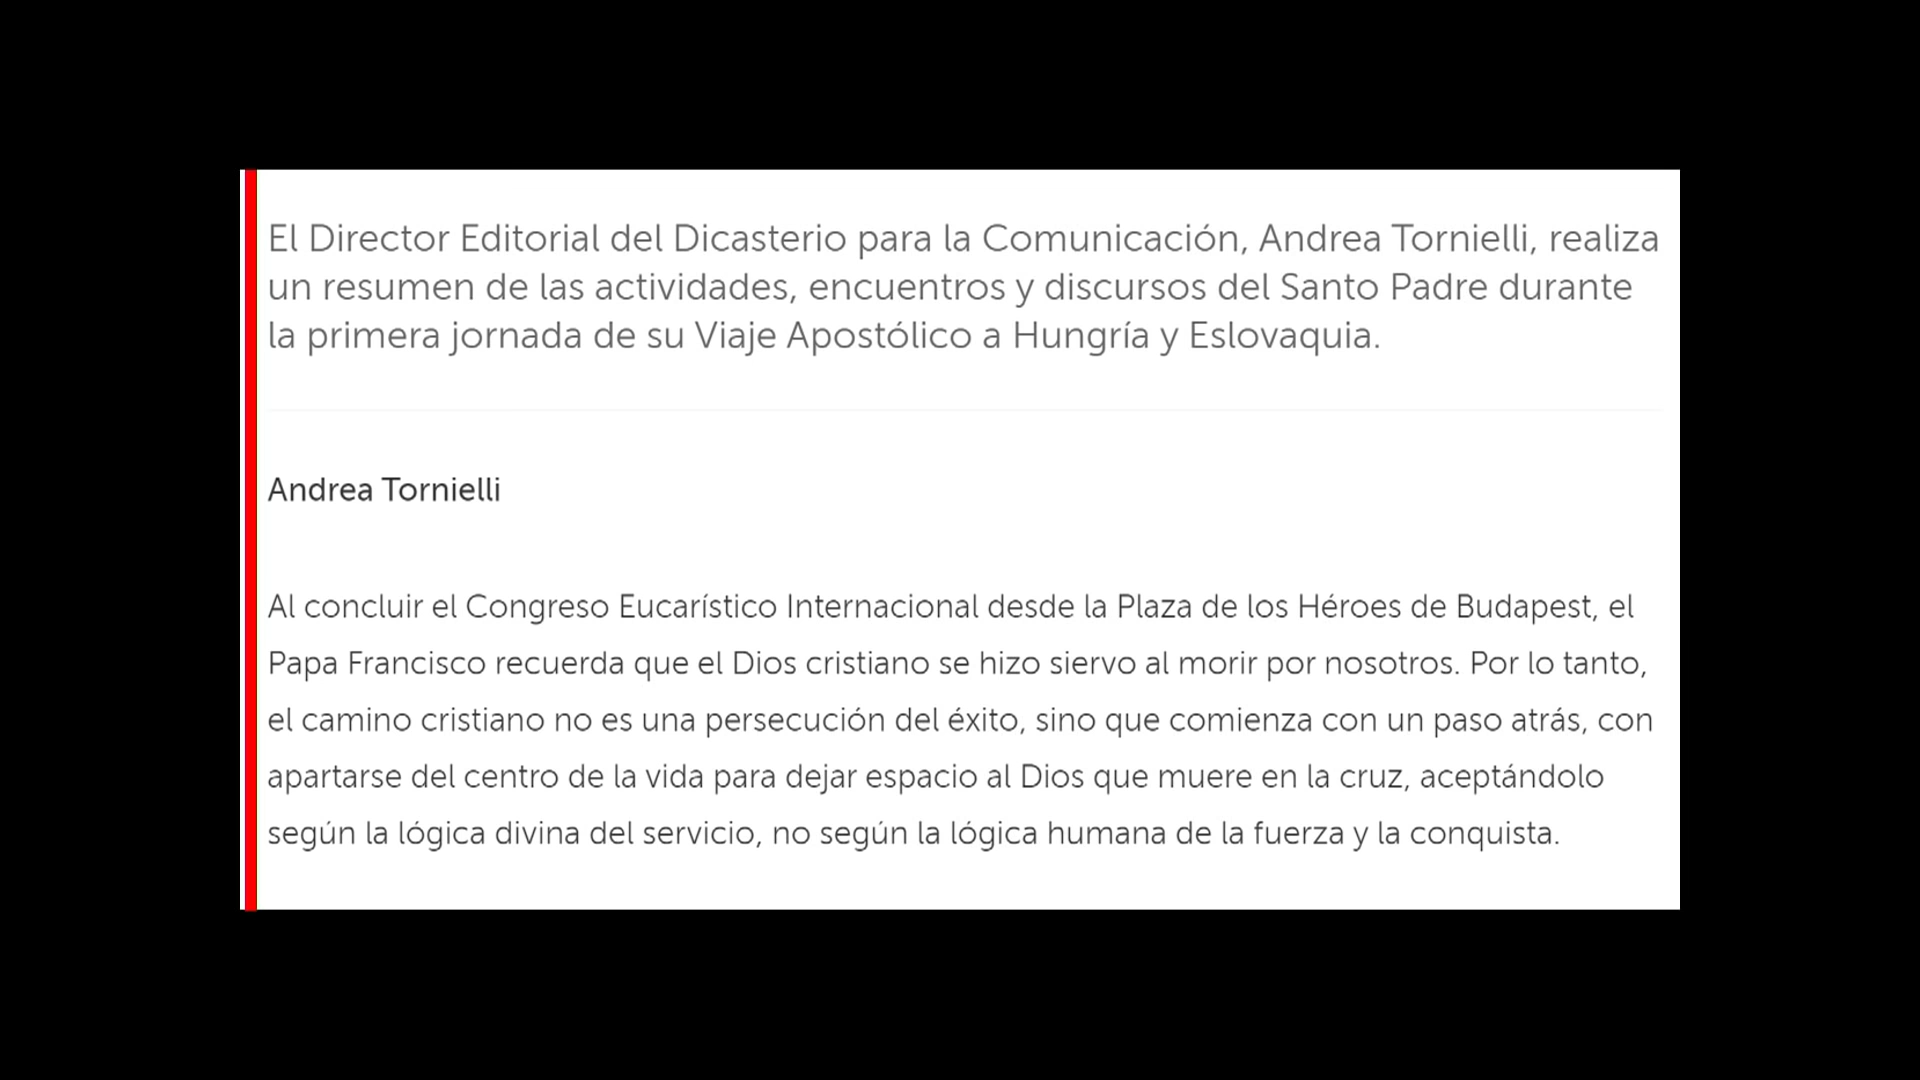 El Director Editorial del Dicasterio para la Comunicación, Andrea Tornielli, realiza
un resumen de las actividades, encuentros y discursos del Santo Padre durante
la primera jornada de su Viaje Apostólico a Hungría y Eslovaquia.
Andrea Tornielli
Al concluir el Congreso Eucarístico Internacional desde la Plaza de los Héroes de Budapest, el
Papa Francisco recuerda que el Dios cristiano se hizo siervo al morir por nosotros. Por lo tanto,
el camino cristiano no es una persecución del éxito, sino que comienza con un paso atrás, con
apartarse del centro de la vida para dejar espacio al Dios que muere en la cruz, aceptándolo
según la lógica divina del servicio, no según la lógica humana de la fuerza y la conquista.